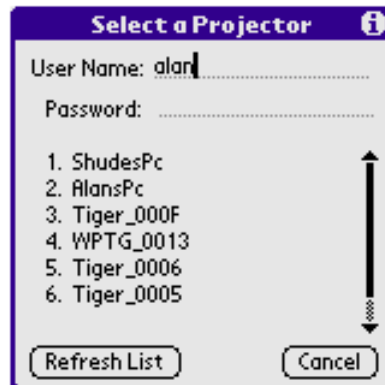 Select a Projector i
User Name: alan
Password:
1. ShudesPc
2. AlansPc
3. Tiger_000F
4. WPTG_0013
5. Tiger_0006
6. Tiger_0005
Refresh List Cancel